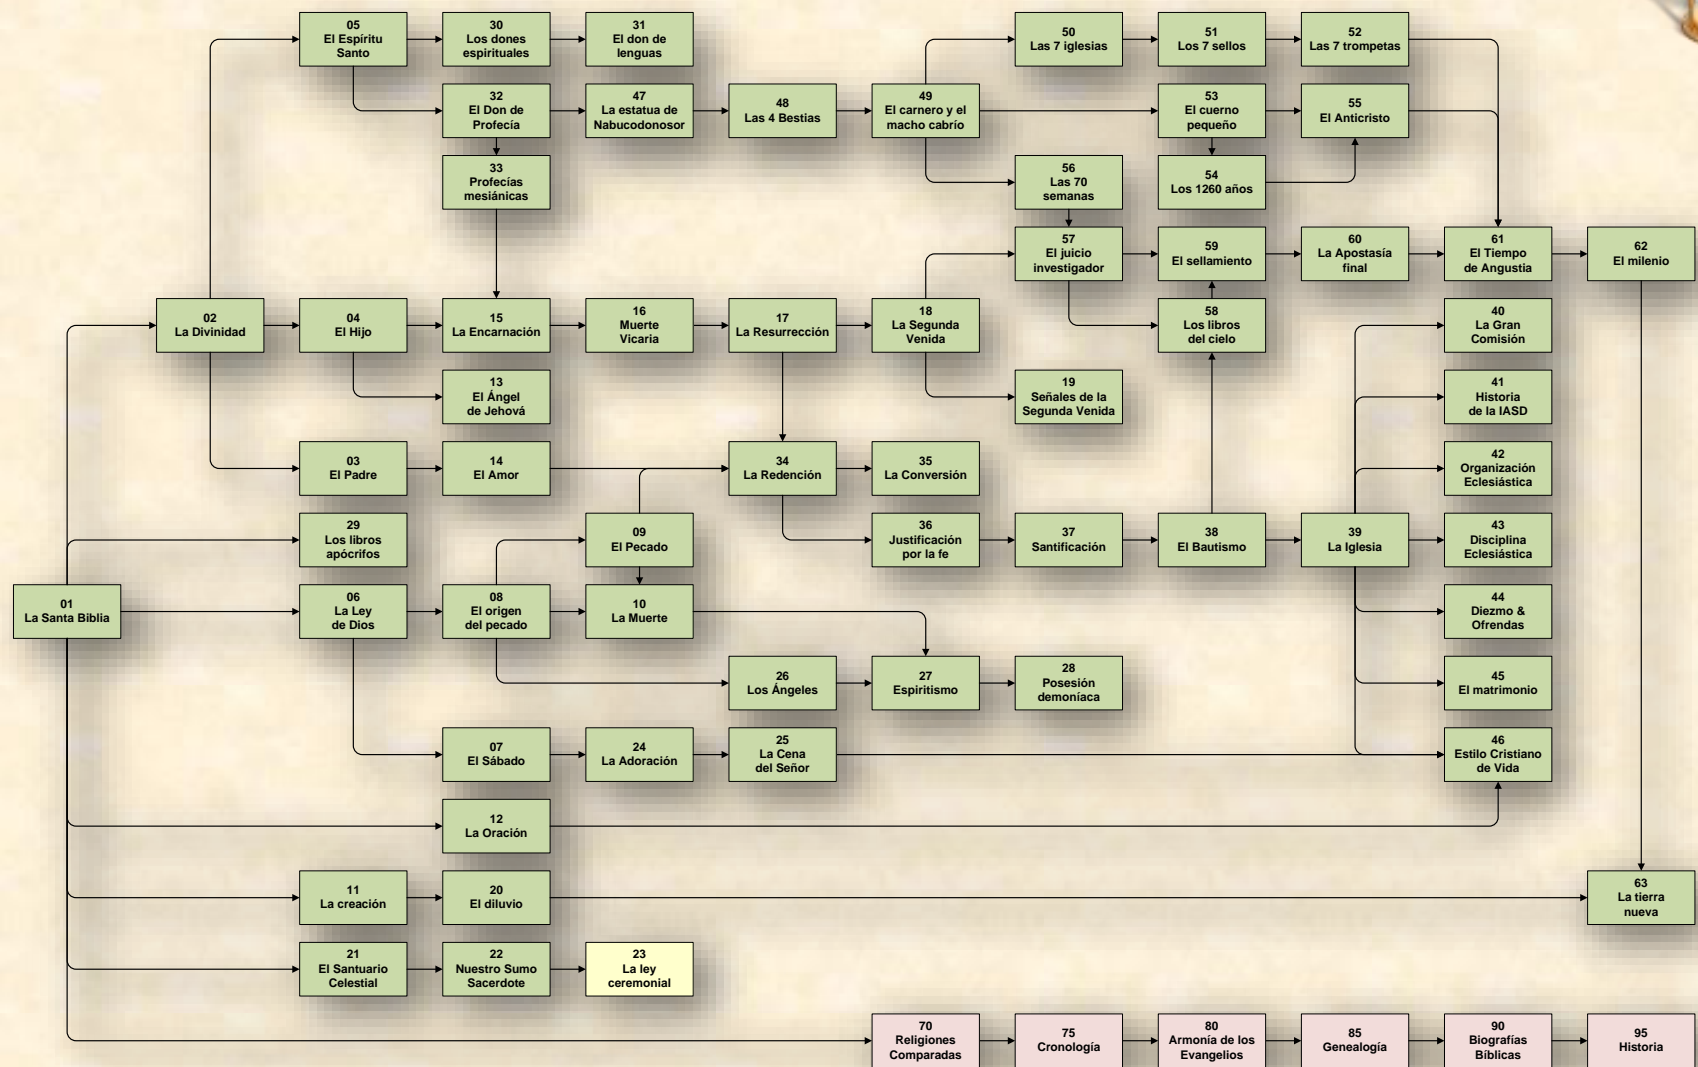 05
El Espíritu
Santo
30
Los dones
espirituales
31
El don de
lenguas
50
Las 7 iglesias
51
Los 7 sellos
52
Las 7 trompetas
32
El Don de
Profecía
47
La estatua de
Nabucodonosor
48
Las 4 Bestias
49
El carnero y el
macho cabrío
53
El cuerno
pequeño
55
El Anticristo
33
Profecías
mesiánicas
56
Las 70
semanas
54
Los 1260 años
57
El juicio
investigador
59
El sellamiento
60
La Apostasía
final
61
El Tiempo
de Angustia
62
El milenio
02
La Divinidad
04
El Hijo
15
La Encarnación
16
Muerte
Vicaria
17
La Resurrección
18
La Segunda
Venida
58
Los libros
del cielo
40
La Gran
Comisión
13
El Ángel
de Jehová
19
Señales de la
Segunda Venida
41
Historia
de la IASD
03
El Padre
14
El Amor
34
La Redención
35
La Conversión
42
Organización
Eclesiástica
29
Los libros
apócrifos
09
El Pecado
36
Justificación
por la fe
37
Santificación
38
El Bautismo
39
La Iglesia
43
Disciplina
Eclesiástica
01
La Santa Biblia
06
La Ley
de Dios
08
El origen
del pecado
10
La Muerte
44
Diezmo &
Ofrendas
26
Los Ángeles
27
Espiritismo
28
Posesión
demoníaca
45
El matrimonio
07
El Sábado
24
La Adoración
25
La Cena
del Señor
46
Estilo Cristiano
de Vida
12
La Oración
11
La creación
20
El diluvio
63
La tierra
nueva
21
El Santuario
Celestial
22
Nuestro Sumo
Sacerdote
23
La ley
ceremonial
70
Religiones
Comparadas
75
Cronología
80
Armonía de los
Evangelios
85
Genealogía
90
Biografías
Bíblicas
95
Historia